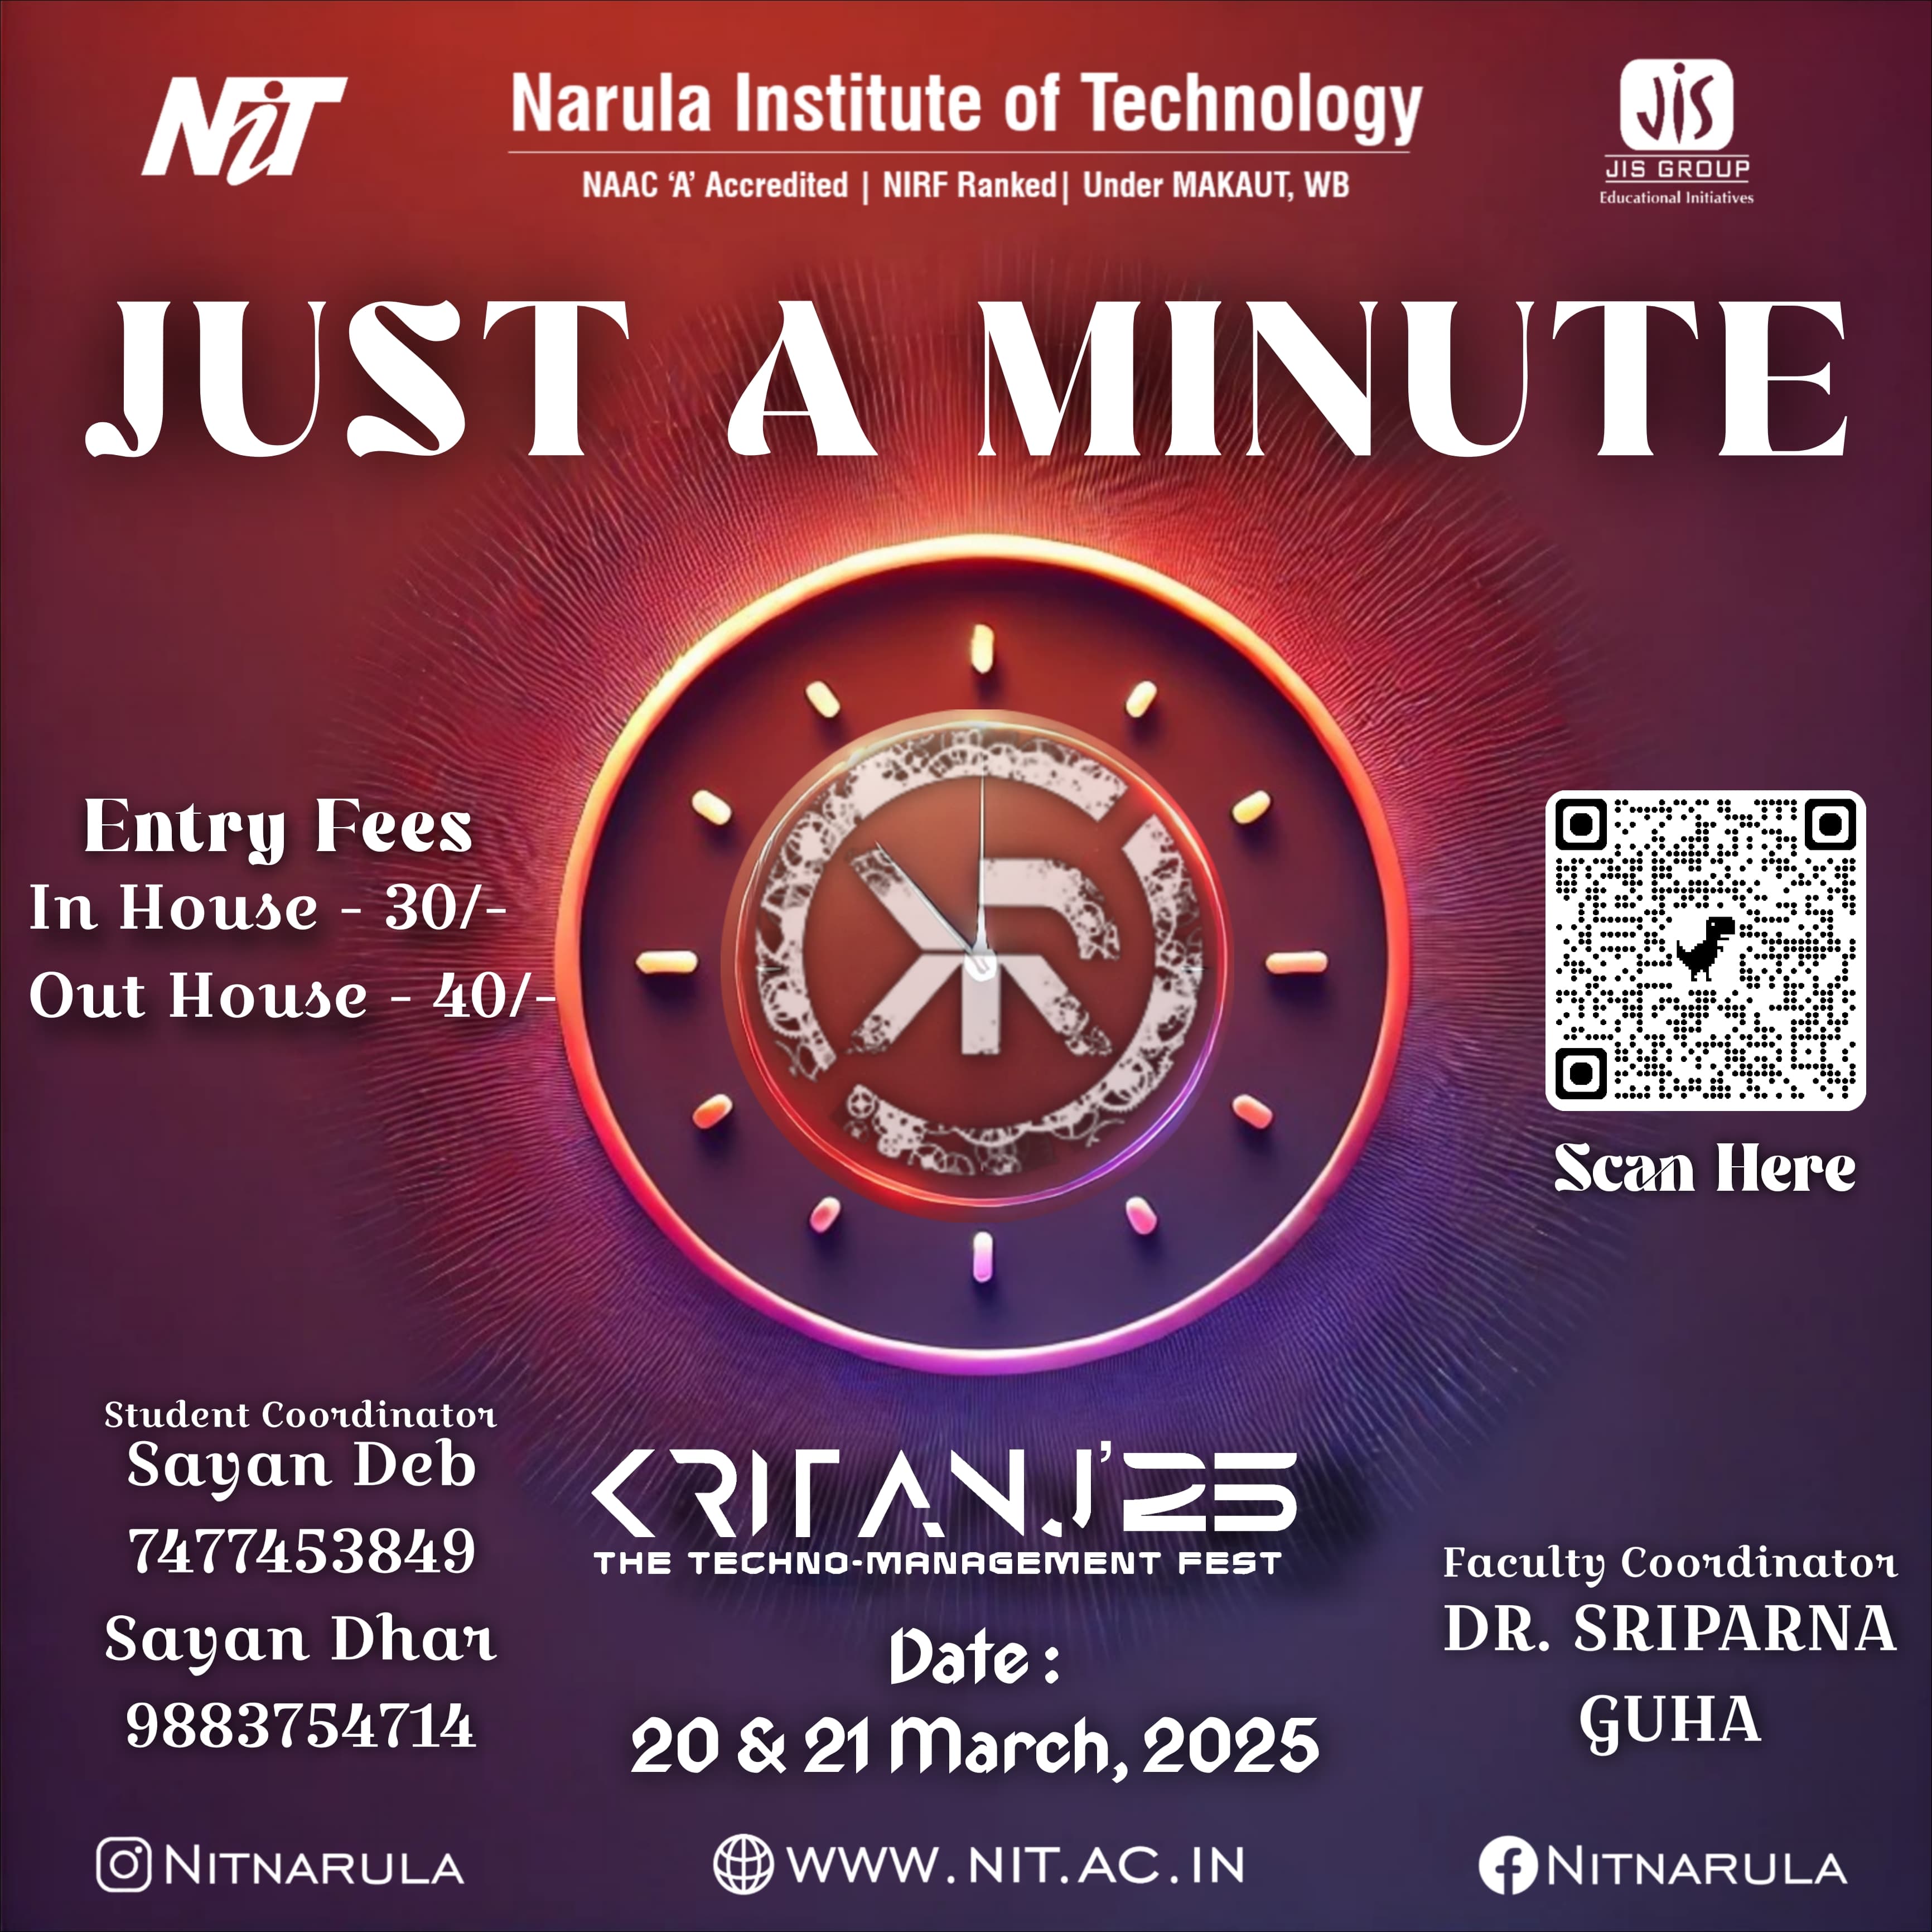 NiT
Narula Institute of Technology
NAAC ‘A’ Accredited | NIRF Ranked| Under MAKAUT, WB
JiS
JIS GROUP
Educational Initiatives
JUST A MINUTE
Entry Fees
In House - 30/-
Out House - 40/-
KR
Scan Here
Student Coordinator
Sayan Deb
7477453849
Sayan Dhar
9883754714
KRITANJ’25
THE TECHNO-MANAGEMENT FEST
Date :
20 & 21 March, 2025
Faculty Coordinator
DR. SRIPARNA
GUHA
NITNARULA
WWW.NIT.AC.IN
NITNARULA